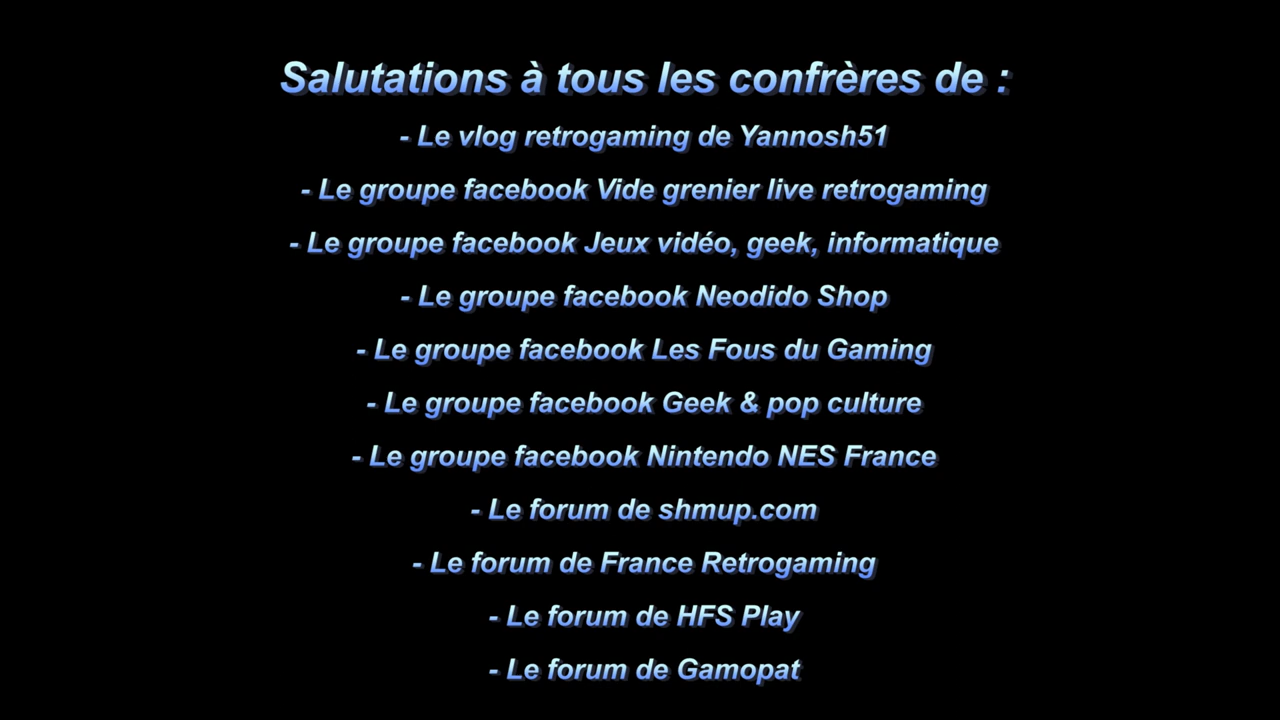 Salutations à tous les confrères de :
- Le vlog retrogaming de Yannosh51
- Le groupe facebook Vide grenier live retrogaming
- Le groupe facebook Jeux vidéo, geek, informatique
- Le groupe facebook Neodido Shop
- Le groupe facebook Les Fous du Gaming
- Le groupe facebook Geek & pop culture
- Le groupe facebook Nintendo NES France
- Le forum de shmup.com
- Le forum de France Retrogaming
- Le forum de HFS Play
- Le forum de Gamopat